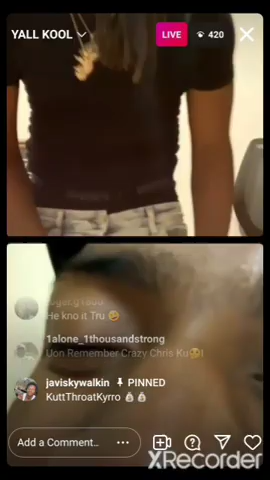 YALL KOOL
LIVE
420
He kno it Tru 🤣
1alone_1thousandstrong
Uon Remember Crazy Chris Ku
javiskywalkin PINNED
KuttThroatKyrro 💰💰
Add a Comment...
XRecorder